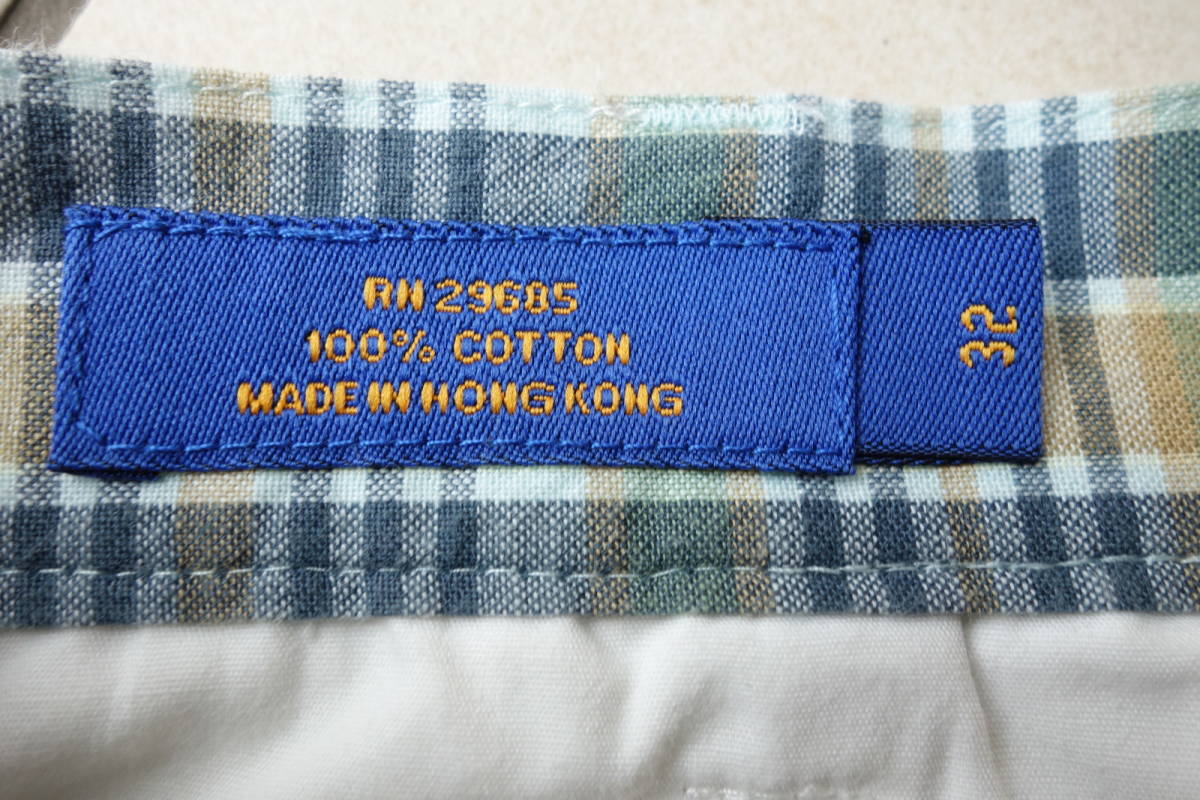 RN 29685
100% COTTON
MADE IN HONG KONG
32